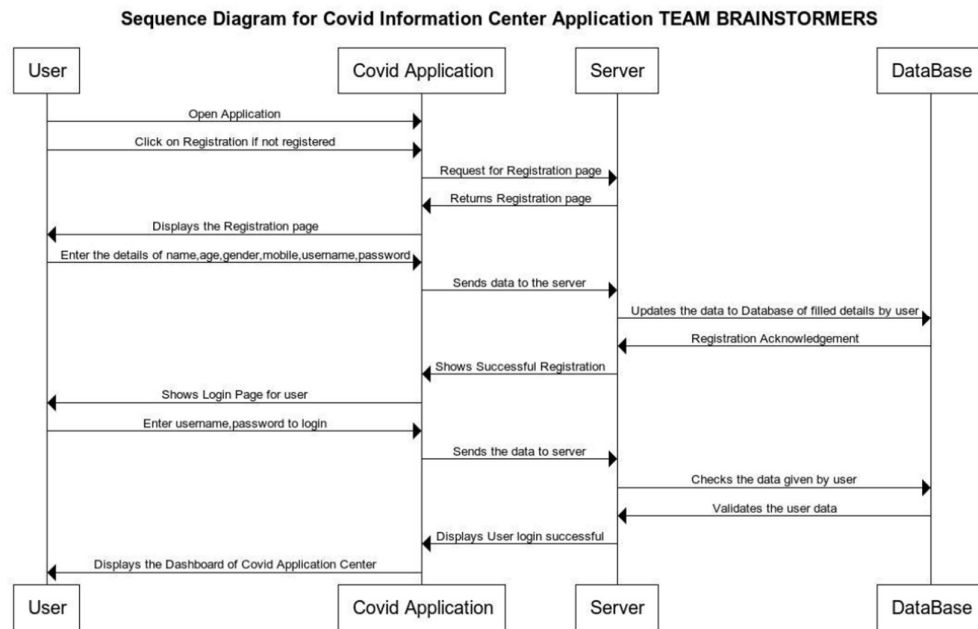 Sequence Diagram for Covid Information Center Application TEAM BRAINSTORMERS
User
Covid Application
Server
DataBase
Open Application
Click on Registration if not registered
Request for Registration page
Returns Registration page
Displays the Registration page
Enter the details of name,age,gender,mobile,username,password
Sends data to the server
Updates the data to Database of filled details by user
Registration Acknowledgement
Shows Successful Registration
Shows Login Page for user
Enter username,password to login
Sends the data to server
Checks the data given by user
Validates the user data
Displays User login successful
Displays the Dashboard of Covid Application Center
User
Covid Application
Server
DataBase